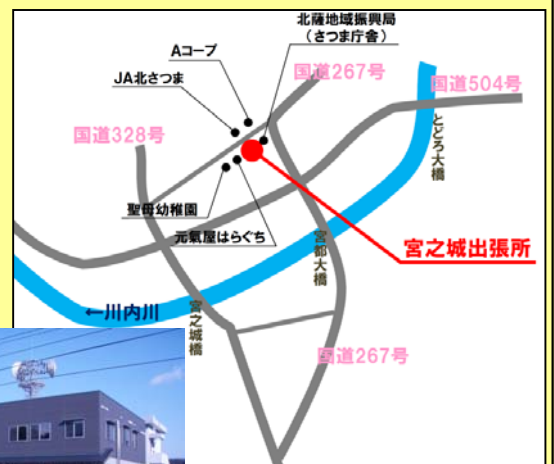 北薩地域振興局
（さつま庁舎）
Aコープ
JA北さつま
国道267号
国道504号
国道328号
とどろ大橋
聖母幼稚園
元氣屋はらぐち
宮都大橋
宮之城出張所
←川内川
宮之城橋
国道267号